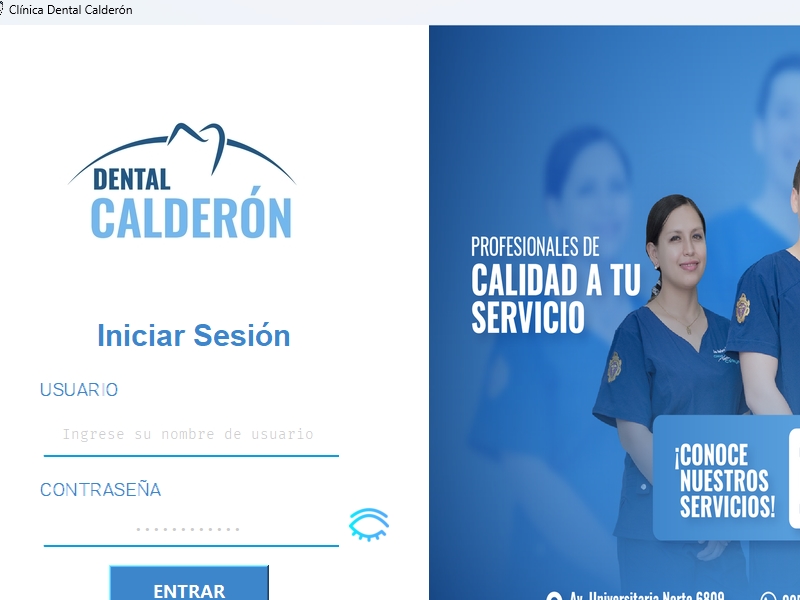 Clínica Dental Calderón
DENTAL
CALDERÓN
Iniciar Sesión
USUARIO
Ingrese su nombre de usuario
CONTRASEÑA
............
ENTRAR
PROFESIONALES DE
CALIDAD A TU
SERVICIO
¡CONOCE
NUESTROS
SERVICIOS!
Av. Universitaria Norte 6809